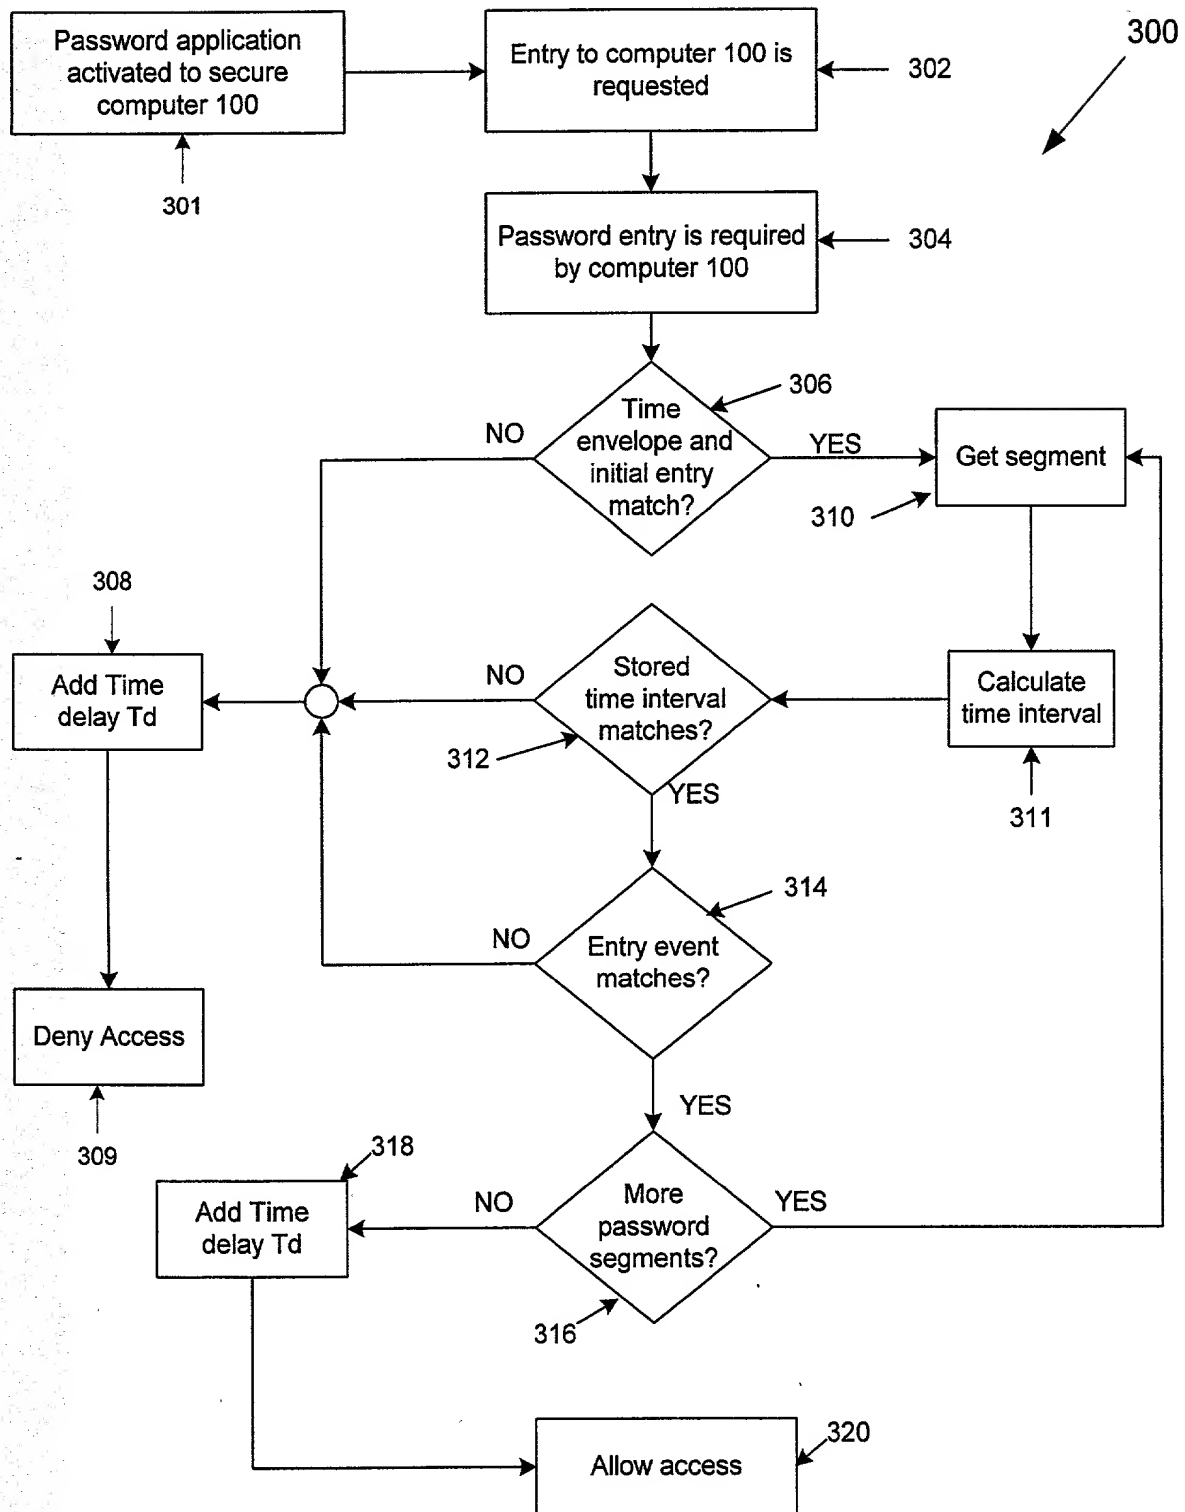 Password application
activated to secure
computer 100
301
Entry to computer 100 is
requested
302
300
Password entry is required
by computer 100
304
Time
envelope and
initial entry
match?
306
NO
YES
Get segment
310
308
Add Time
delay Td
NO
Stored
time interval
matches?
312
YES
Calculate
time interval
311
314
NO
Entry event
matches?
YES
Deny Access
309
318
Add Time
delay Td
NO
More
password
segments?
YES
316
Allow access
320